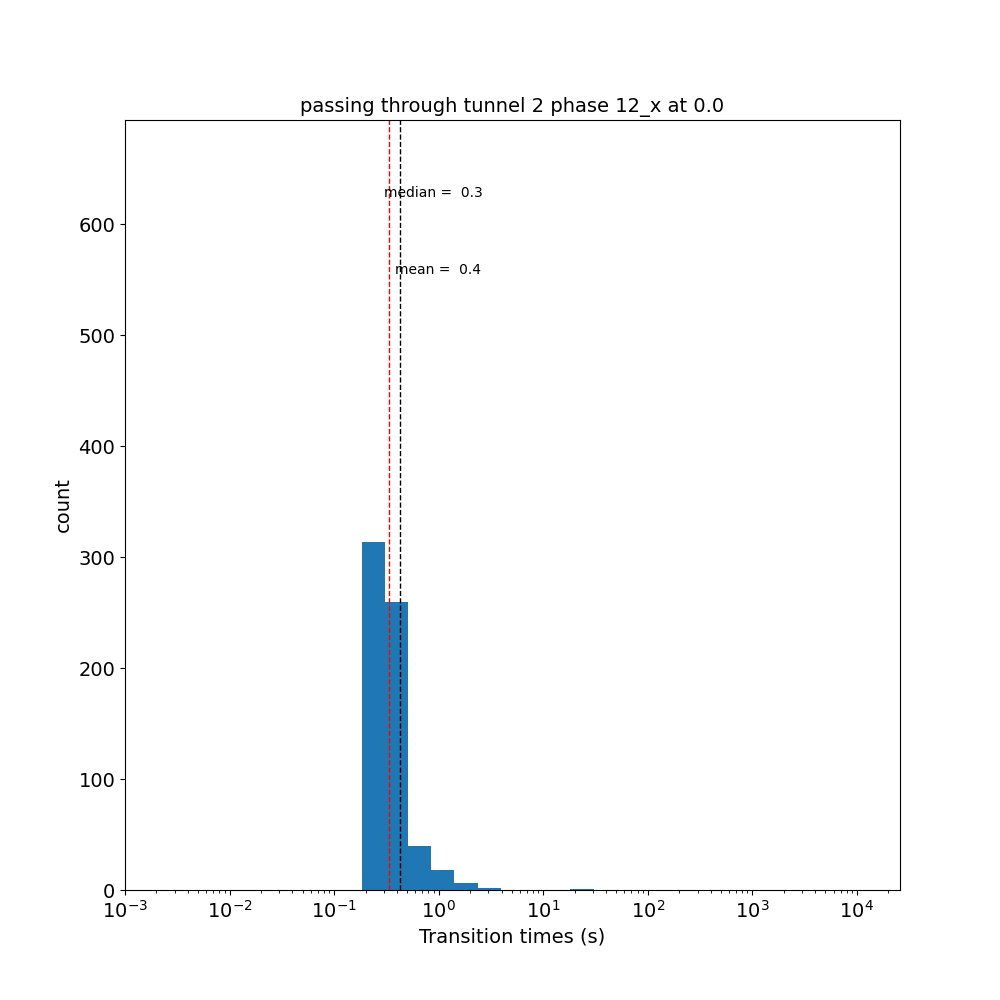 passing through tunnel 2 phase 12_x at 0.0
median =  0.3
mean =  0.4
600
500
400
300
200
100
0
count
10⁻³ 10⁻² 10⁻¹ 10⁰ 10¹ 10² 10³ 10⁴
Transition times (s)